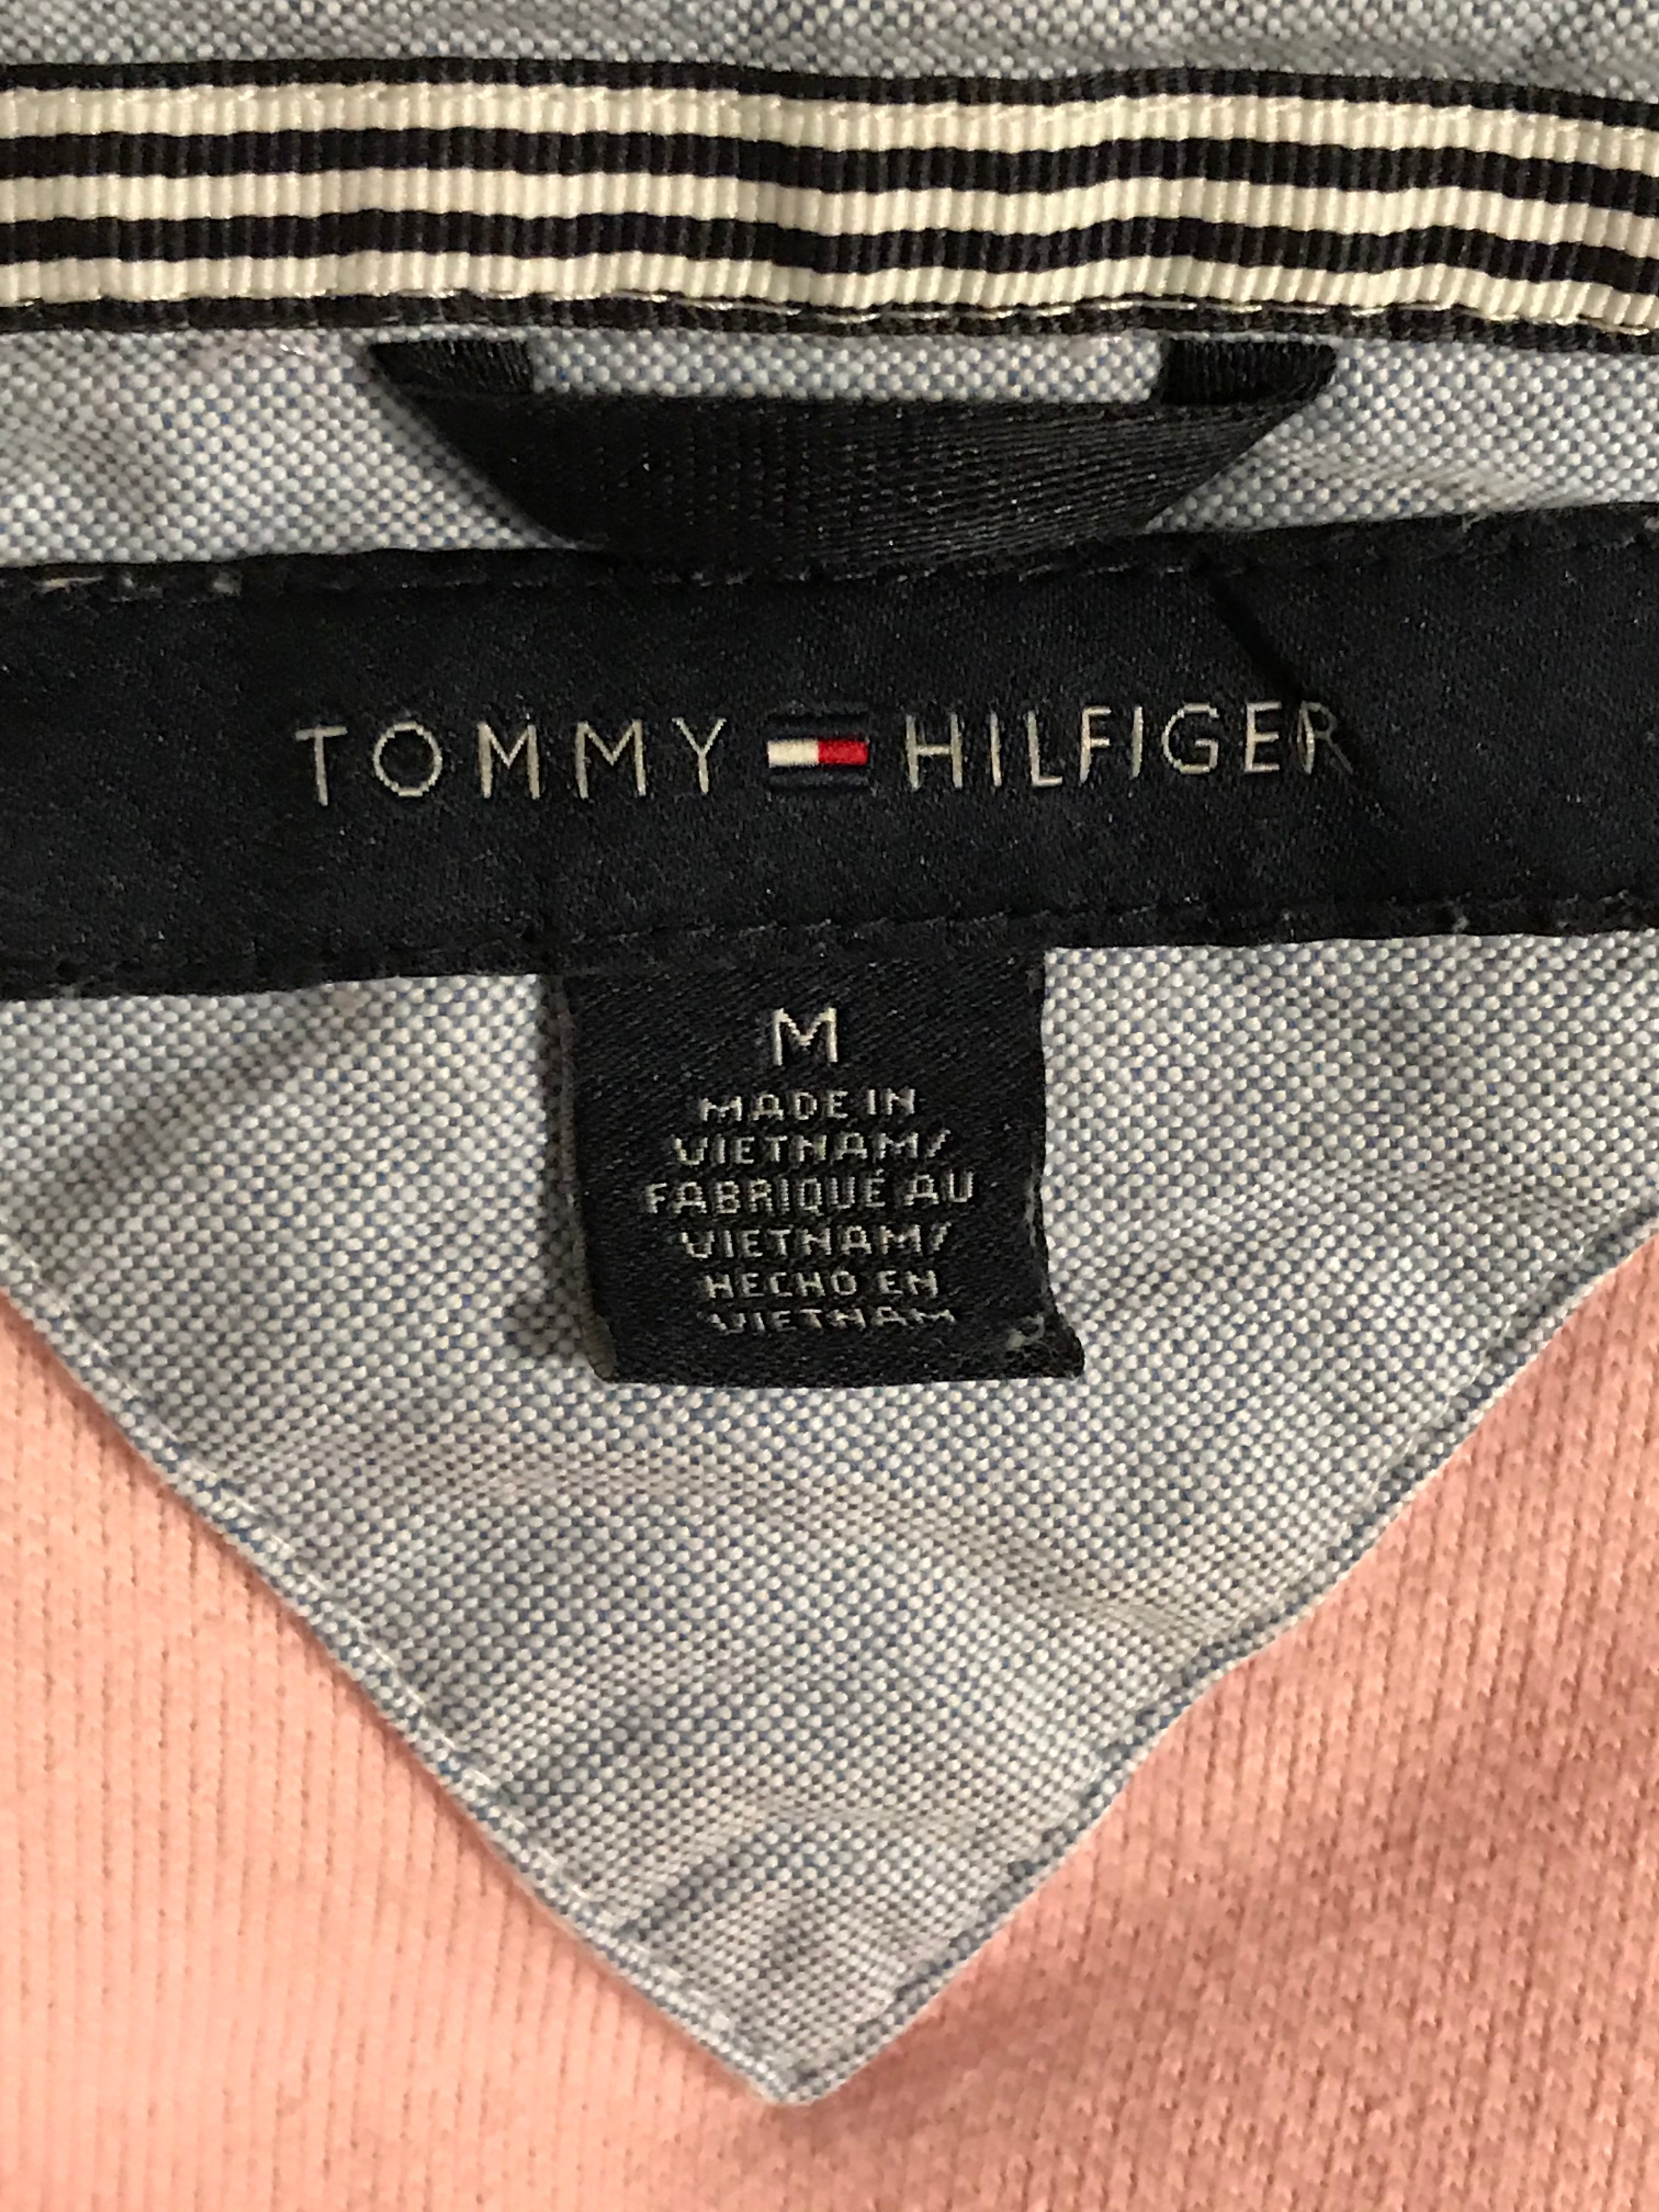 TOMMY HILFIGER
M
MADE IN
VIETNAM/
FABRIQUÉ AU
VIETNAM/
HECHO EN
VIETNAM